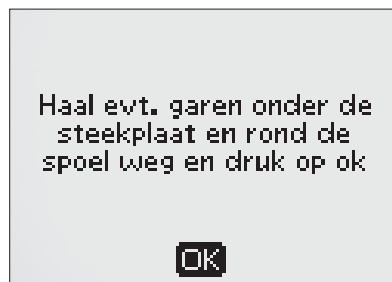 Haal evt. garen onder de
steekplaat en rond de
spoel weg en druk op ok
OK